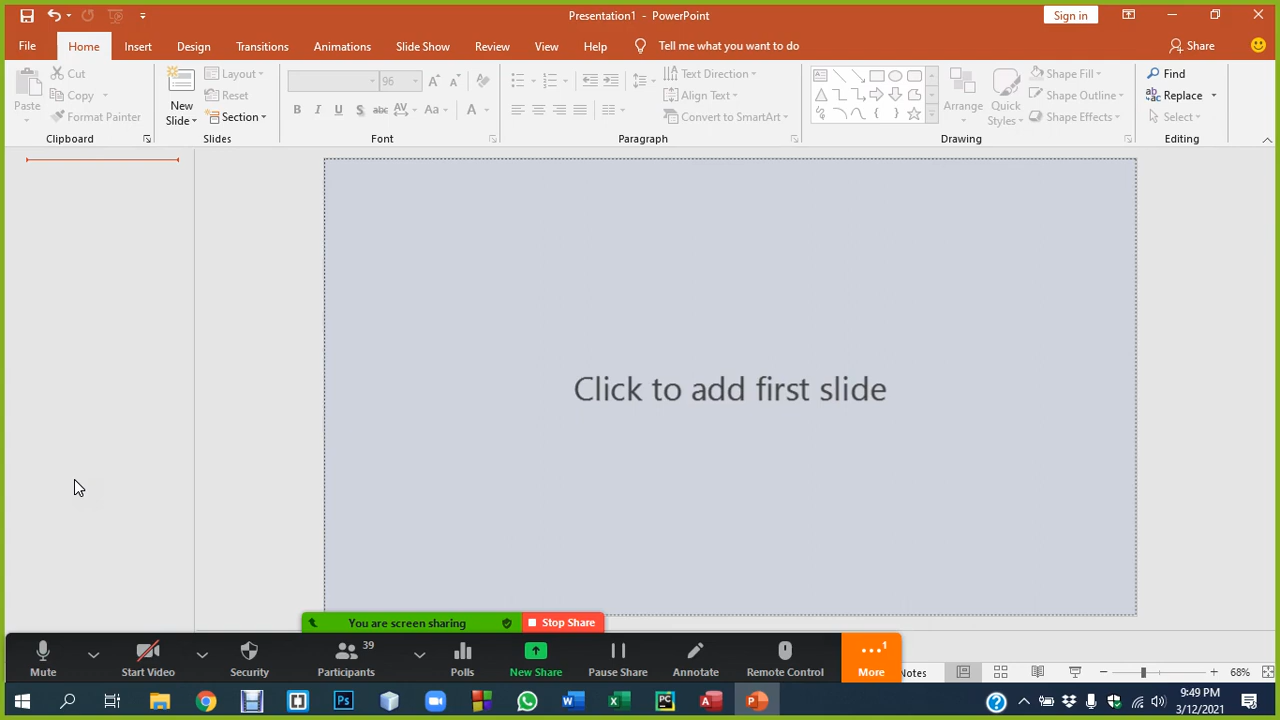 Presentation1 - PowerPoint
Sign in
File
Home
Insert
Design
Transitions
Animations
Slide Show
Review
View
Help
Tell me what you want to do
Share
Paste
Cut
Copy
Format Painter
Clipboard
New
Slide
Layout
Reset
Section
Slides
96
Font
Text Direction
Align Text
Convert to SmartArt
Paragraph
Arrange
Quick
Styles
Shape Fill
Shape Outline
Shape Effects
Drawing
Find
Replace
Select
Editing
Click to add first slide
You are screen sharing
Stop Share
Mute
Start Video
Security
Participants
39
Polls
New Share
Pause Share
Annotate
Remote Control
More
1
Notes
68%
9:49 PM
3/12/2021